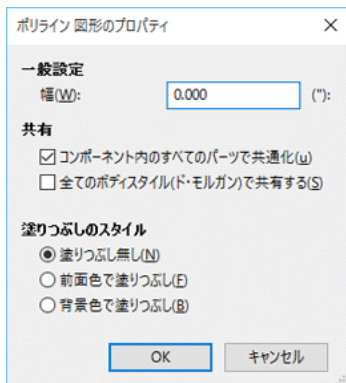 ポリライン 図形のプロパティ
一般設定
幅(W): 0.000 ("):
共有
コンポーネント内のすべてのパーツで共通化(u)
全てのボディスタイル(ド・モルガン)で共有する(S)
塗りつぶしのスタイル
塗りつぶし無し(N)
前面色で塗りつぶし(F)
背景色で塗りつぶし(B)
OK キャンセル